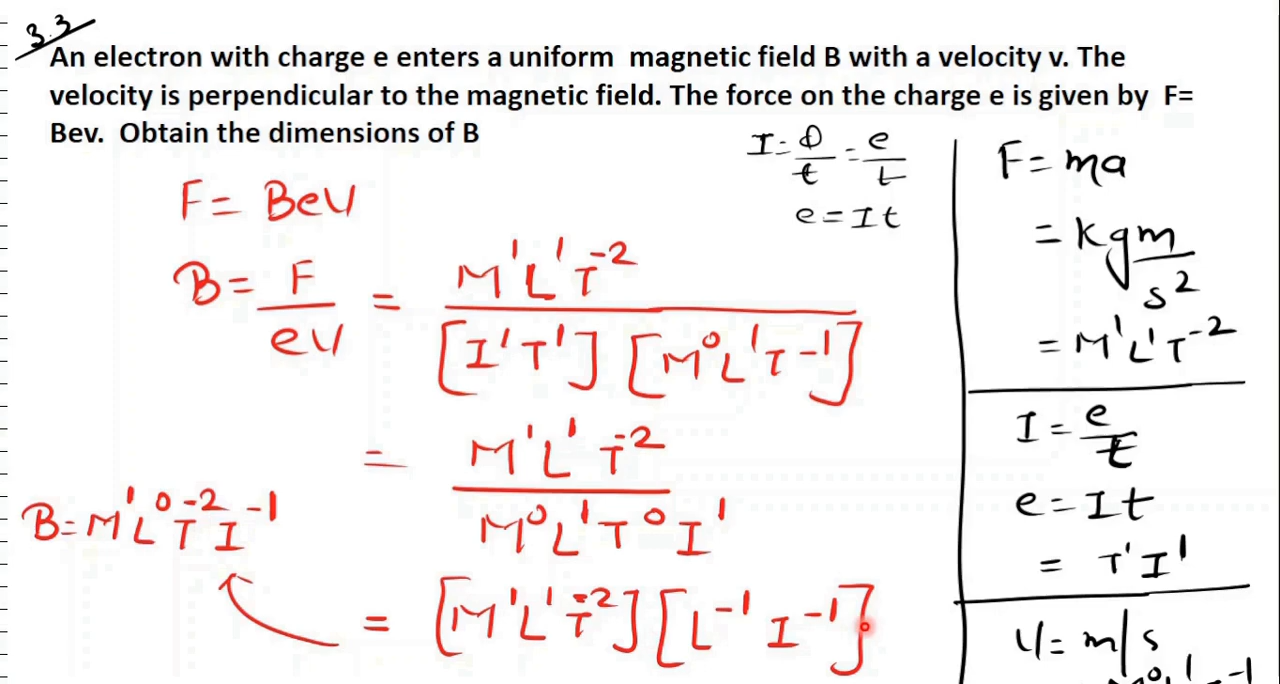 3.3
An electron with charge e enters a uniform magnetic field B with a velocity v. The
velocity is perpendicular to the magnetic field. The force on the charge e is given by F=
Bev. Obtain the dimensions of B
I = Q/t = e/t
e = It
F = Bev
B = F/ev = M¹L¹T⁻² / [I¹T¹] [M⁰L¹T⁻¹]
= M¹L¹T⁻² / M⁰L¹T⁰I¹
= [M¹L¹T⁻²] [L⁻¹ I⁻¹]
B = M¹L⁰T⁻²I⁻¹
F = ma
= kg m/s²
= M¹L¹T⁻²
I = e/t
e = It
= T¹I¹
V = m/s